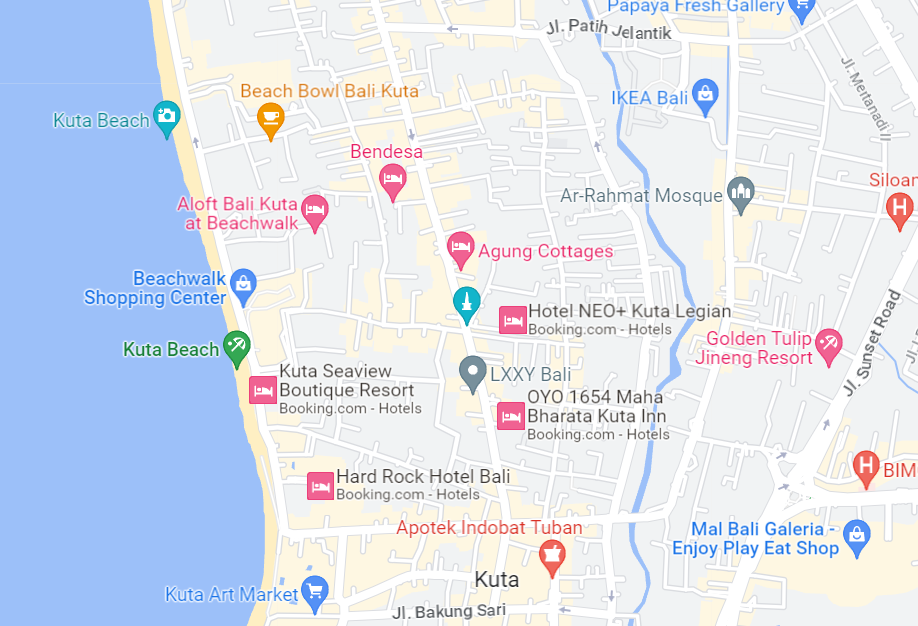 Papaya Fresh Gallery
Jl. Patih Jelantik
Jl. Mertanadi II
Beach Bowl Bali Kuta
IKEA Bali
Kuta Beach
Bendesa
Siloam
Ar-Rahmat Mosque
Aloft Bali Kuta
at Beachwalk
Agung Cottages
Beachwalk
Shopping Center
Hotel NEO+ Kuta Legian
Booking.com - Hotels
Jl. Sunset Road
Golden Tulip
Jineng Resort
Kuta Beach
Kuta Seaview
Boutique Resort
Booking.com - Hotels
LXXY Bali
OYO 1654 Maha
Bharata Kuta Inn
Booking.com - Hotels
H
BIM
Hard Rock Hotel Bali
Booking.com - Hotels
Apotek Indobat Tuban
Mal Bali Galeria -
Enjoy Play Eat Shop
Kuta
Kuta Art Market
Jl. Bakung Sari